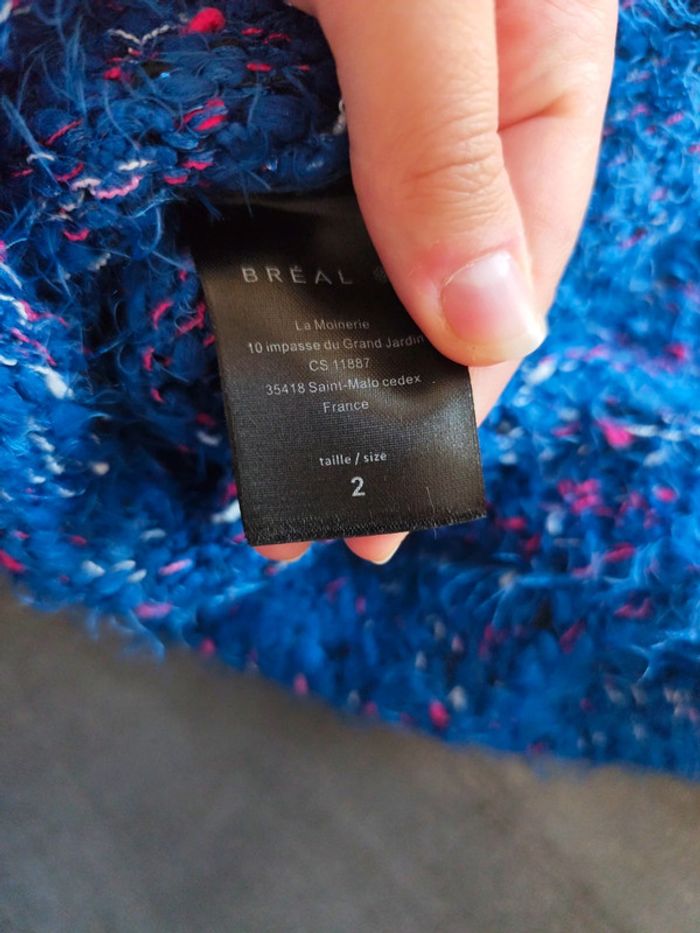 BRÉAL
La Moinerie
10 impasse du Grand Jardin
CS 11887
35418 Saint-Malo cedex
France
taille / size
2